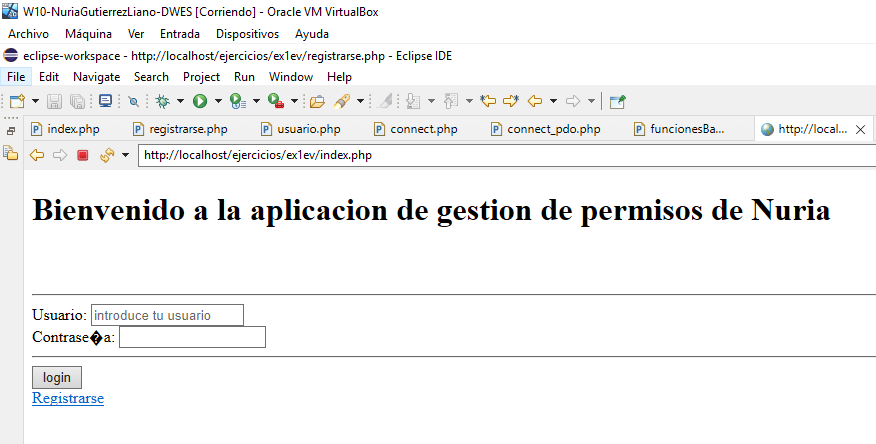 W10-NuriaGutierrezLiano-DWES [Corriendo] - Oracle VM VirtualBox
Archivo Máquina Ver Entrada Dispositivos Ayuda
eclipse-workspace - http://localhost/ejercicios/ex1ev/registrarse.php - Eclipse IDE
File Edit Navigate Search Project Run Window Help
index.php registrarse.php usuario.php connect.php connect_pdo.php funcionesBa... http://local...
http://localhost/ejercicios/ex1ev/index.php
Bienvenido a la aplicacion de gestion de permisos de Nuria
Usuario: introduce tu usuario
Contrase�a:
login
Registrarse